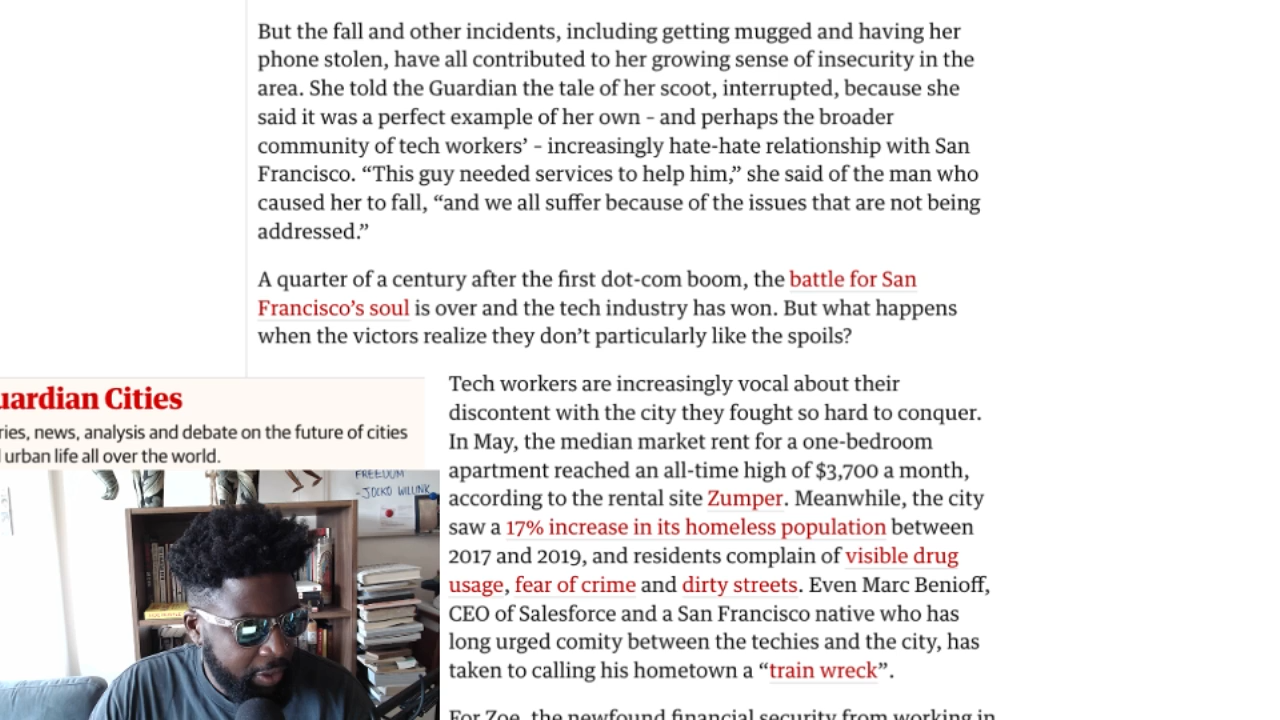 But the fall and other incidents, including getting mugged and having her
phone stolen, have all contributed to her growing sense of insecurity in the
area. She told the Guardian the tale of her scoot, interrupted, because she
said it was a perfect example of her own – and perhaps the broader
community of tech workers’ – increasingly hate-hate relationship with San
Francisco. “This guy needed services to help him,” she said of the man who
caused her to fall, “and we all suffer because of the issues that are not being
addressed.”
A quarter of a century after the first dot-com boom, the battle for San
Francisco’s soul is over and the tech industry has won. But what happens
when the victors realize they don’t particularly like the spoils?
uardian Cities
ries, news, analysis and debate on the future of cities
urban life all over the world.
Tech workers are increasingly vocal about their
discontent with the city they fought so hard to conquer.
In May, the median market rent for a one-bedroom
apartment reached an all-time high of $3,700 a month,
according to the rental site Zumper. Meanwhile, the city
saw a 17% increase in its homeless population between
2017 and 2019, and residents complain of visible drug
usage, fear of crime and dirty streets. Even Marc Benioff,
CEO of Salesforce and a San Francisco native who has
long urged comity between the techies and the city, has
taken to calling his hometown a “train wreck”.
For Zoe, the newfound financial security from working in
FREEDOM
-JOCKO WILLINK